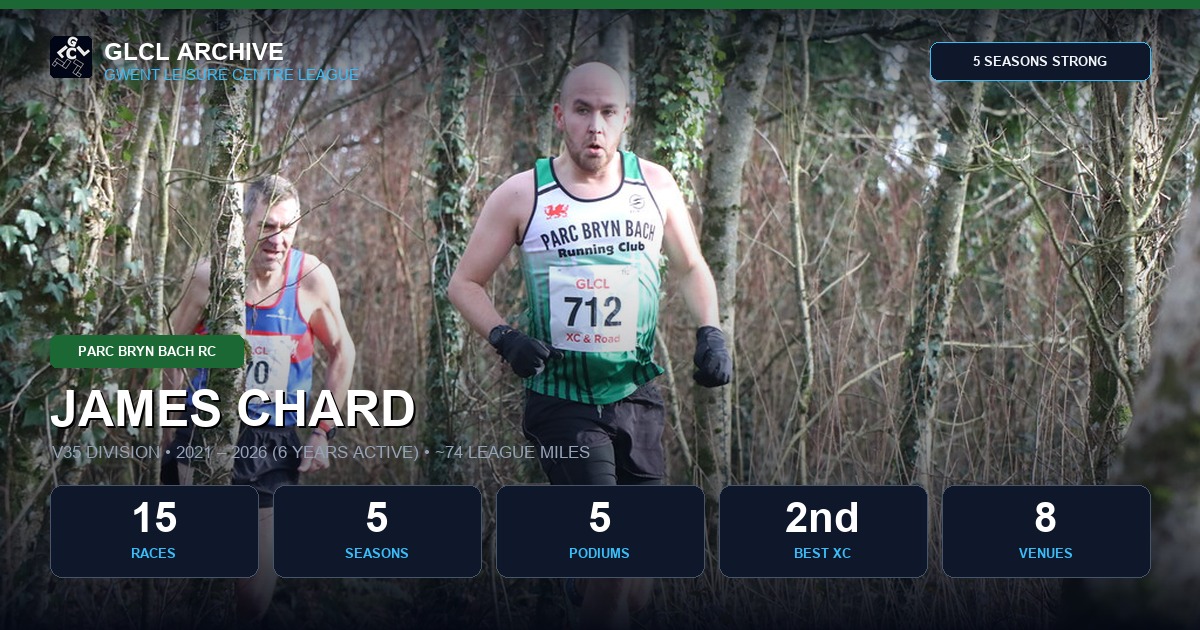 GLCL ARCHIVE
GWENT LEISURE CENTRE LEAGUE
5 SEASONS STRONG
PARC BRYN BACH
Running Club
GLCL
712
XC & Road
PARC BRYN BACH RC
JAMES CHARD
V35 DIVISION • 2021 – 2026 (6 YEARS ACTIVE) • ~74 LEAGUE MILES
15
RACES
5
SEASONS
5
PODIUMS
2nd
BEST XC
8
VENUES